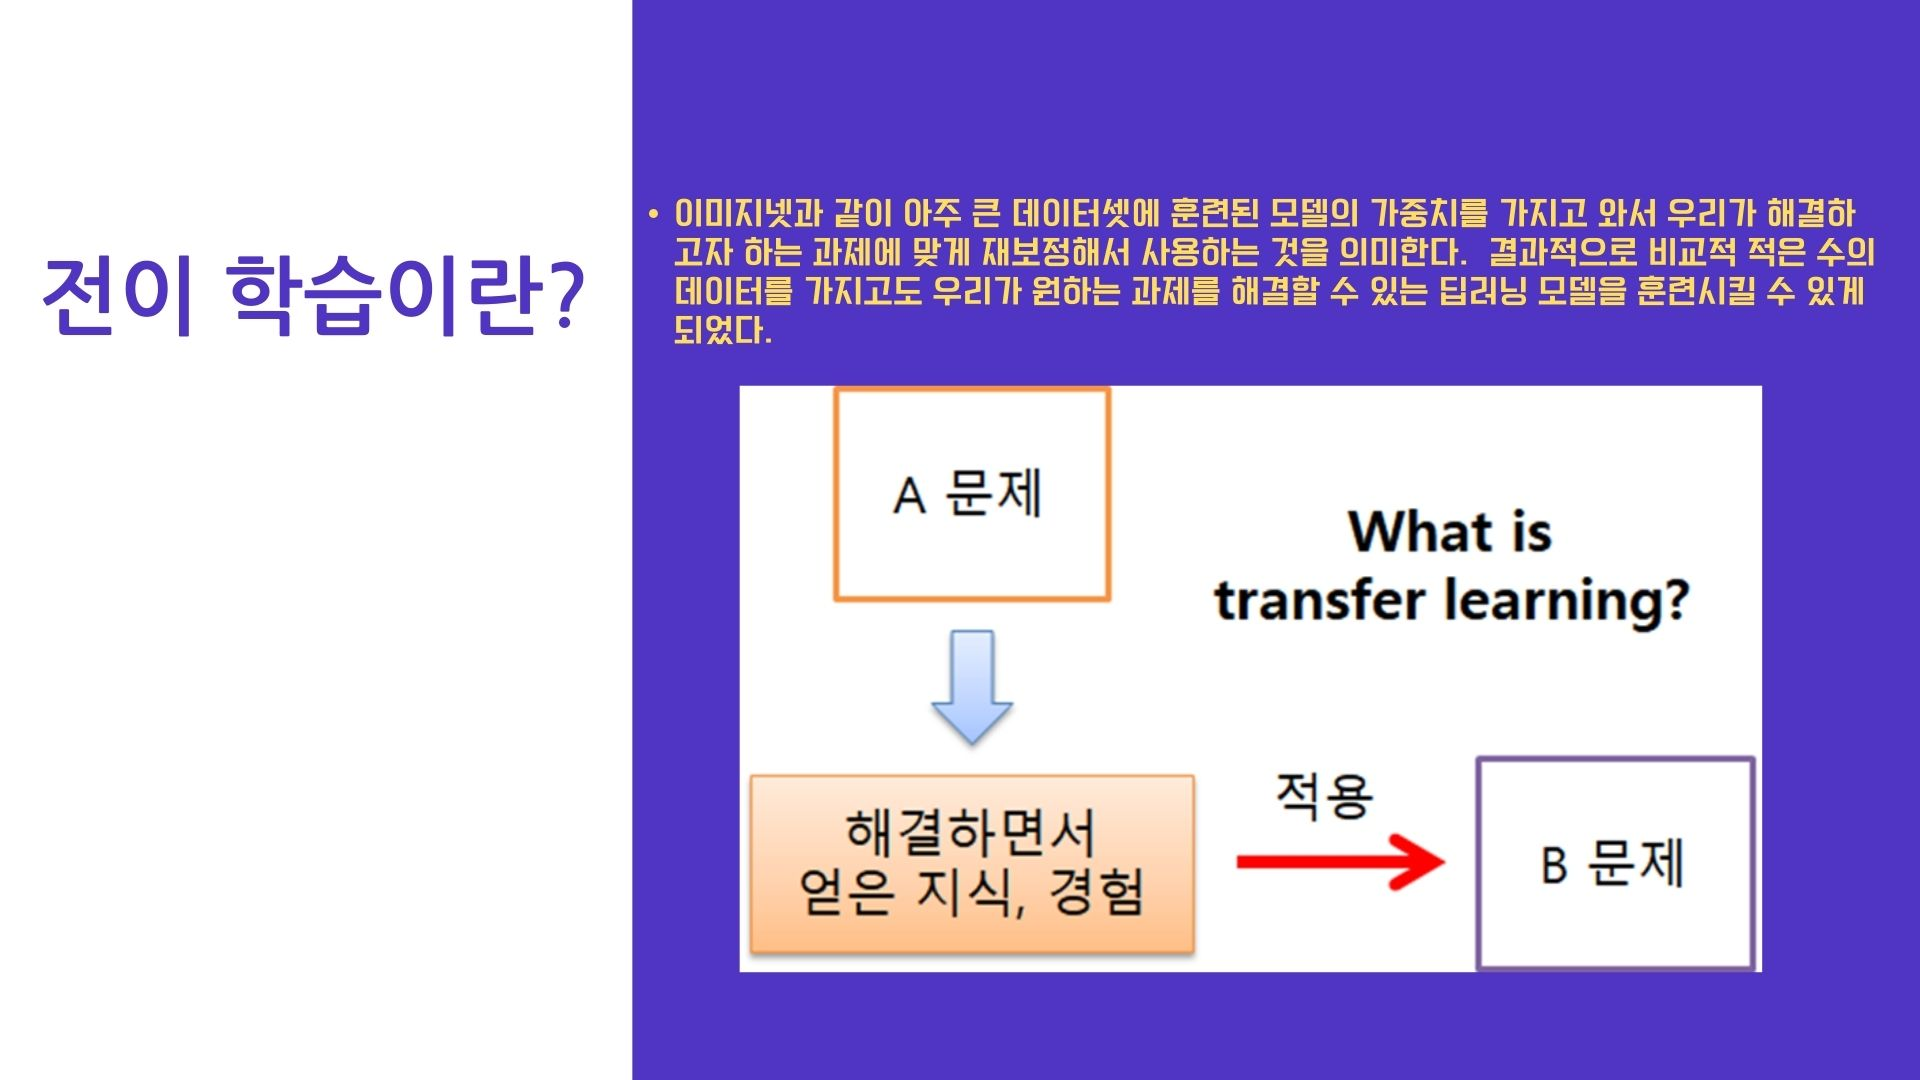 전이 학습이란?
• 이미지넷과 같이 아주 큰 데이터셋에 훈련된 모델의 가중치를 가지고 와서 우리가 해결하
고자 하는 과제에 맞게 재보정해서 사용하는 것을 의미한다. 결과적으로 비교적 적은 수의
데이터를 가지고도 우리가 원하는 과제를 해결할 수 있는 딥러닝 모델을 훈련시킬 수 있게
되었다.
A 문제
What is
transfer learning?
해결하면서
얻은 지식, 경험
적용
B 문제